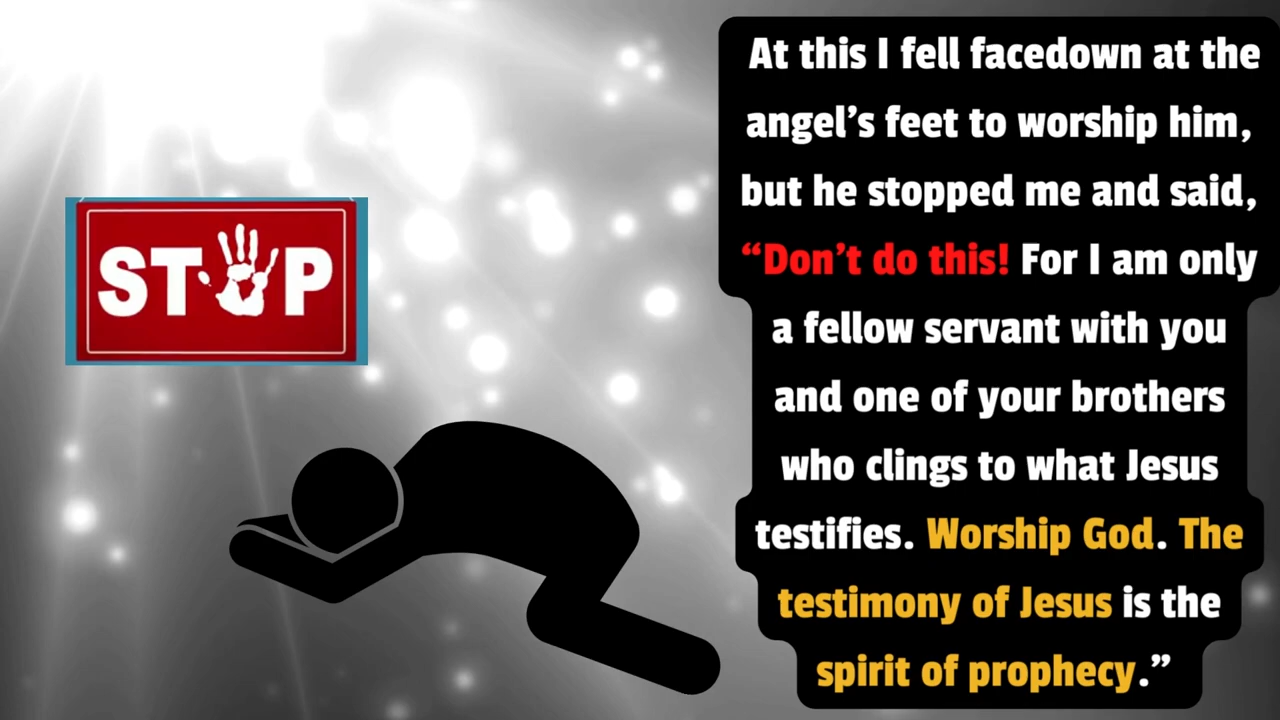 STOP
At this I fell facedown at the
angel’s feet to worship him,
but he stopped me and said,
“Don’t do this! For I am only
a fellow servant with you
and one of your brothers
who clings to what Jesus
testifies. Worship God. The
testimony of Jesus is the
spirit of prophecy.”